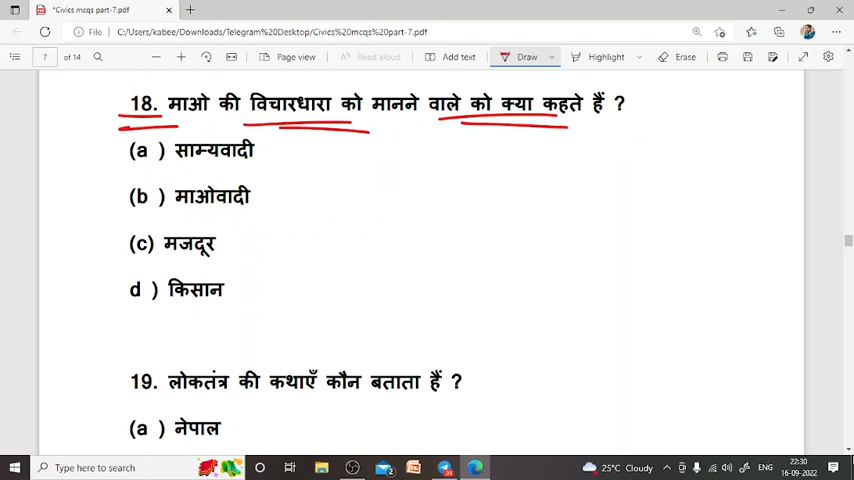 *Civics mcqs part-7.pdf
File
C:/Users/kabee/Downloads/Telegram%20Desktop/Civics%20mcqs%20part-7.pdf
7 of 14
Page view
Read aloud
Add text
Draw
Highlight
Erase
18. माओ की विचारधारा को मानने वाले को क्या कहते हैं ?
(a ) साम्यवादी
(b ) माओवादी
(c) मजदूर
d ) किसान
19. लोकतंत्र की कथाएँ कौन बताता हैं ?
(a ) नेपाल
Type here to search
25°C Cloudy
ENG
22:30
16-09-2022